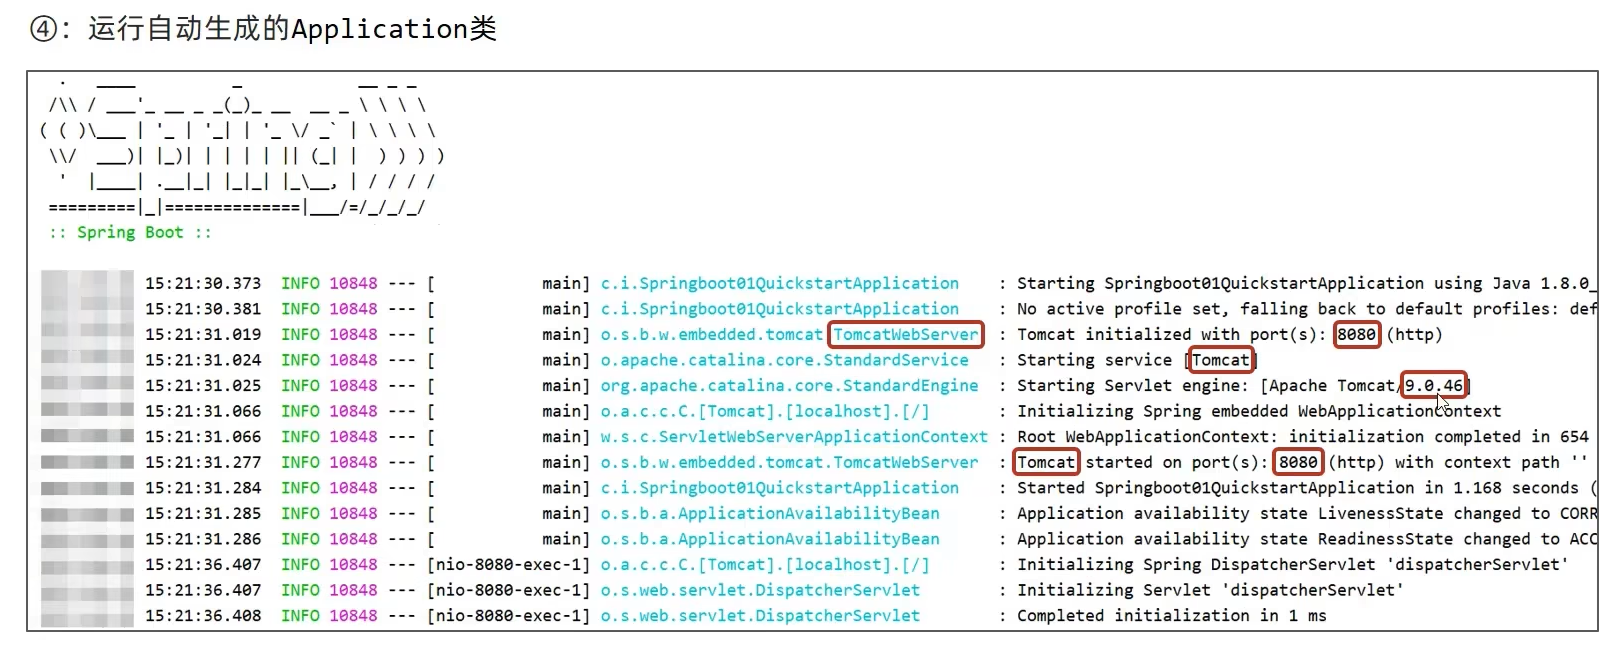 ④：运行自动生成的Application类
:: Spring Boot ::
15:21:30.373  INFO 10848 --- [           main] c.i.Springboot01QuickstartApplication    : Starting Springboot01QuickstartApplication using Java 1.8.0_
15:21:30.381  INFO 10848 --- [           main] c.i.Springboot01QuickstartApplication    : No active profile set, falling back to default profiles: def
15:21:31.019  INFO 10848 --- [           main] o.s.b.w.embedded.tomcat.TomcatWebServer  : Tomcat initialized with port(s): 8080 (http)
15:21:31.024  INFO 10848 --- [           main] o.apache.catalina.core.StandardService   : Starting service [Tomcat]
15:21:31.025  INFO 10848 --- [           main] org.apache.catalina.core.StandardEngine  : Starting Servlet engine: [Apache Tomcat/9.0.46]
15:21:31.066  INFO 10848 --- [           main] o.a.c.c.C.[Tomcat].[localhost].[/]       : Initializing Spring embedded WebApplicationContext
15:21:31.066  INFO 10848 --- [           main] w.s.c.ServletWebServerApplicationContext : Root WebApplicationContext: initialization completed in 654
15:21:31.277  INFO 10848 --- [           main] o.s.b.w.embedded.tomcat.TomcatWebServer  : Tomcat started on port(s): 8080 (http) with context path ''
15:21:31.284  INFO 10848 --- [           main] c.i.Springboot01QuickstartApplication    : Started Springboot01QuickstartApplication in 1.168 seconds (
15:21:31.285  INFO 10848 --- [           main] o.s.b.a.ApplicationAvailabilityBean      : Application availability state LivenessState changed to CORR
15:21:31.286  INFO 10848 --- [           main] o.s.b.a.ApplicationAvailabilityBean      : Application availability state ReadinessState changed to ACC
15:21:36.407  INFO 10848 --- [nio-8080-exec-1] o.a.c.c.C.[Tomcat].[localhost].[/]       : Initializing Spring DispatcherServlet 'dispatcherServlet'
15:21:36.407  INFO 10848 --- [nio-8080-exec-1] o.s.web.servlet.DispatcherServlet        : Initializing Servlet 'dispatcherServlet'
15:21:36.408  INFO 10848 --- [nio-8080-exec-1] o.s.web.servlet.DispatcherServlet        : Completed initialization in 1 ms